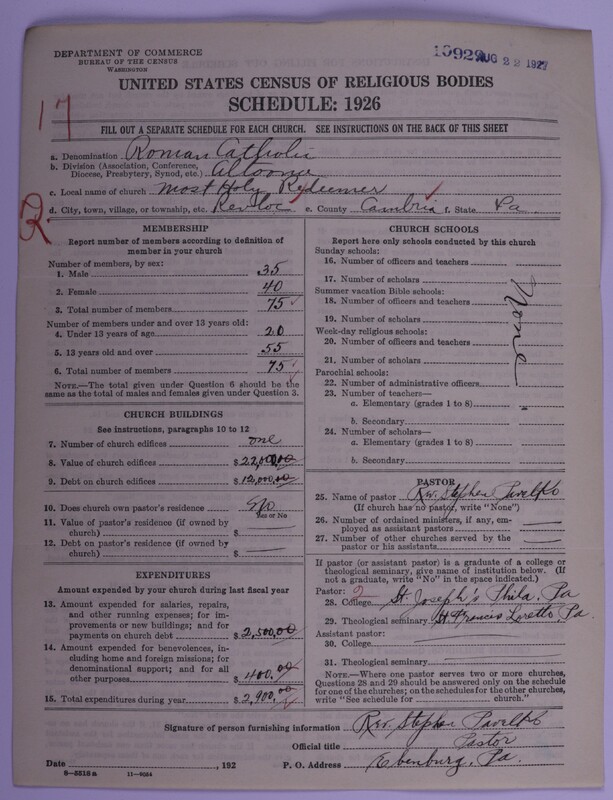 DEPARTMENT OF COMMERCE
BUREAU OF THE CENSUS
WASHINGTON
10929 AUG 22 1927
UNITED STATES CENSUS OF RELIGIOUS BODIES
SCHEDULE: 1926
17
FILL OUT A SEPARATE SCHEDULE FOR EACH CHURCH. SEE INSTRUCTIONS ON THE BACK OF THIS SHEET
a. Denomination Roman Catholic
b. Division (Association, Conference, Diocese, Presbytery, Synod, etc.) Altoona
c. Local name of church Most Holy Redeemer
d. City, town, village, or township, etc. Revloc e. County Cambria f. State Pa.
R
MEMBERSHIP
Report number of members according to definition of member in your church
Number of members, by sex:
1. Male 35
2. Female 40
3. Total number of members 75
Number of members under and over 13 years old:
4. Under 13 years of age 20
5. 13 years old and over 55
6. Total number of members 75
NOTE.—The total given under Question 6 should be the same as the total of males and females given under Question 3.
CHURCH BUILDINGS
See instructions, paragraphs 10 to 12
7. Number of church edifices one
8. Value of church edifices $22,000.00
9. Debt on church edifices $12,000.00
10. Does church own pastor's residence No
Yes or No
11. Value of pastor's residence (if owned by church) $
12. Debt on pastor's residence (if owned by church) $
EXPENDITURES
Amount expended by your church during last fiscal year
13. Amount expended for salaries, repairs, and other running expenses; for improvements or new buildings; and for payments on church debt $2,500.00
14. Amount expended for benevolences, including home and foreign missions; for denominational support; and for all other purposes $400.00
15. Total expenditures during year $2,900.00
CHURCH SCHOOLS
Report here only schools conducted by this church
Sunday schools:
16. Number of officers and teachers
17. Number of scholars
Summer vacation Bible schools:
18. Number of officers and teachers
19. Number of scholars
Week-day religious schools:
20. Number of officers and teachers
21. Number of scholars
None
Parochial schools:
22. Number of administrative officers
23. Number of teachers—
a. Elementary (grades 1 to 8)
b. Secondary
24. Number of scholars—
a. Elementary (grades 1 to 8)
b. Secondary
PASTOR
25. Name of pastor Rev. Stephen Pavelko
(If church has no pastor, write "None")
26. Number of ordained ministers, if any, employed as assistant pastors
27. Number of other churches served by the pastor or his assistants
If pastor (or assistant pastor) is a graduate of a college or theological seminary, give name of institution below. (If not a graduate, write "No" in the space indicated.)
Pastor: 2
28. College St. Joseph's Phila, Pa
29. Theological seminary St. Francis Loretto, Pa.
Assistant pastor:
30. College
31. Theological seminary
NOTE.—Where one pastor serves two or more churches, Questions 28 and 29 should be answered only on the schedule for one of the churches; on the schedules for the other churches, write "See schedule for church."
Signature of person furnishing information Rev. Stephen Pavelko
Official title Pastor
Date , 192 P. O. Address Ebenburg, Pa.
8—5516 a 11—8054